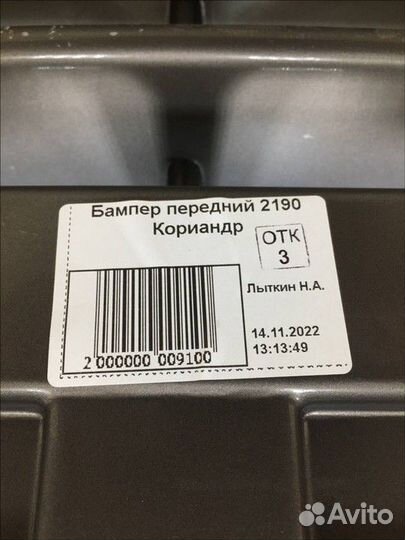 Бампер передний 2190
Кориандр
ОТК
3
Лыткин Н.А.
14.11.2022
13:13:49
2 000000 009100
Avito